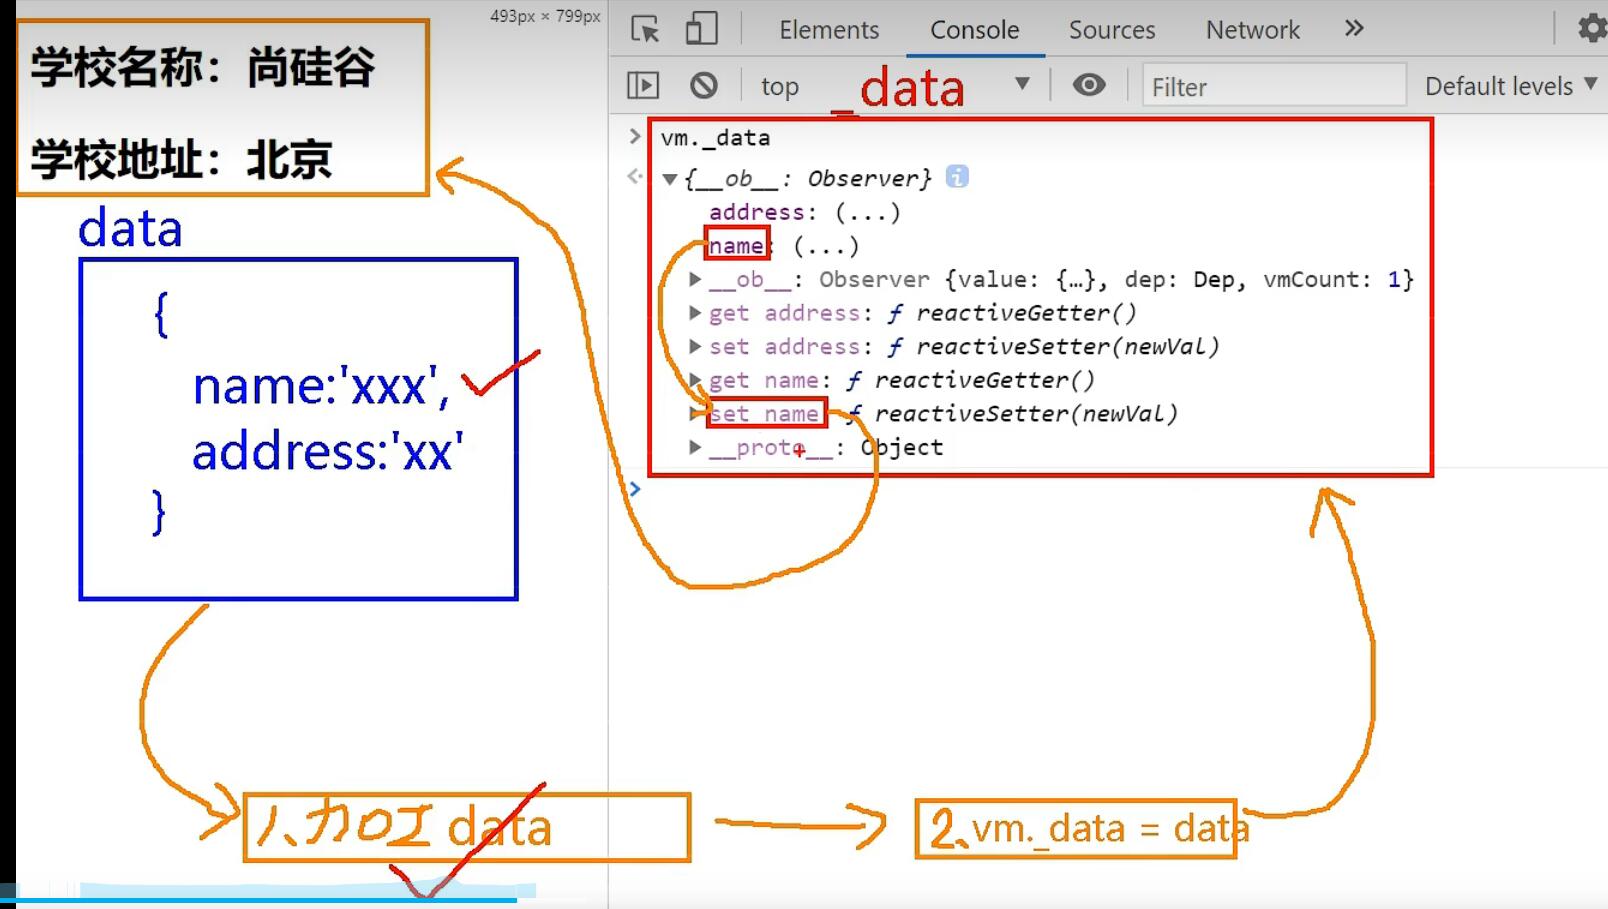 493px × 799px
学校名称：尚硅谷
学校地址：北京
data
{
name:'xxx',
address:'xx'
}
1、加工 data
2、vm._data = data
Elements Console Sources Network »
top _data Filter Default levels ▼
> vm._data
{__ob__: Observer} i
address: (...)
name: (...)
__ob__: Observer {value: {…}, dep: Dep, vmCount: 1}
get address: ƒ reactiveGetter()
set address: ƒ reactiveSetter(newVal)
get name: ƒ reactiveGetter()
set name: ƒ reactiveSetter(newVal)
__proto__: Object
>